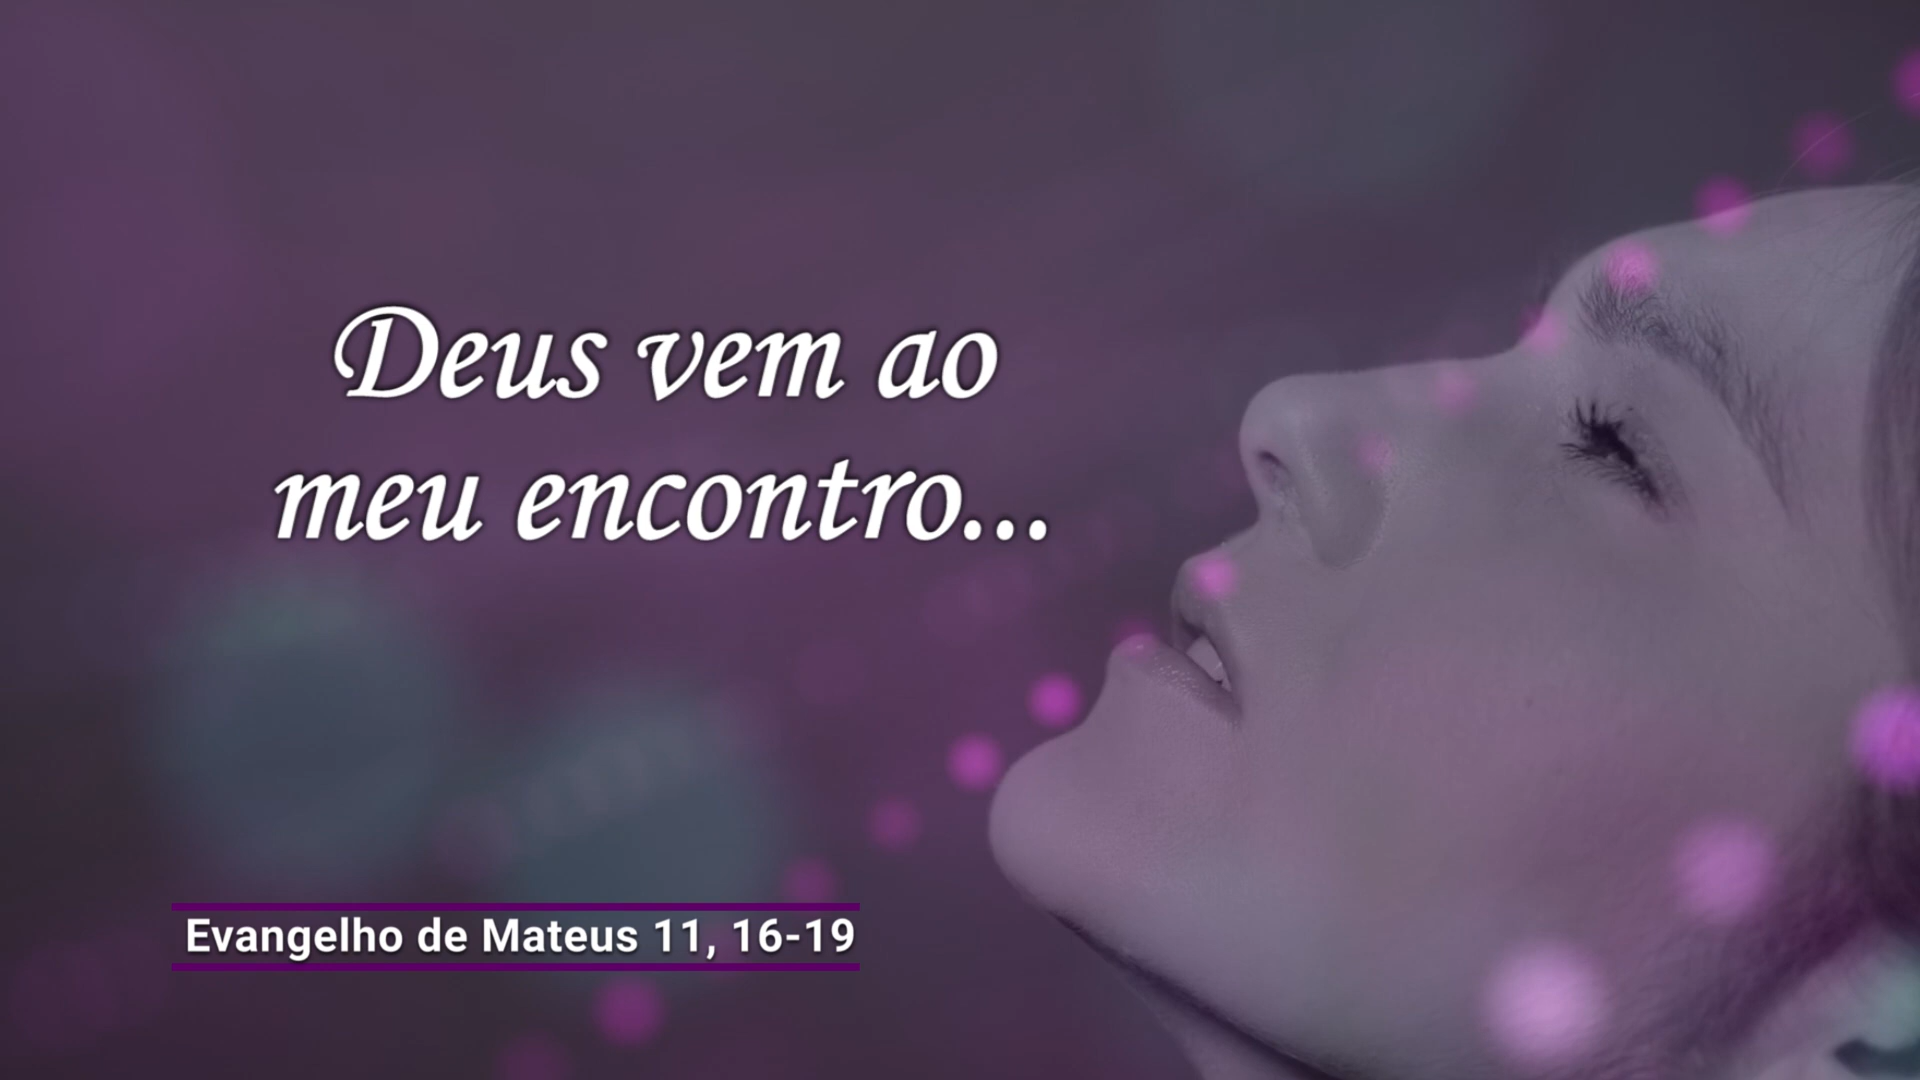 Deus vem ao
meu encontro...
Evangelho de Mateus 11, 16-19